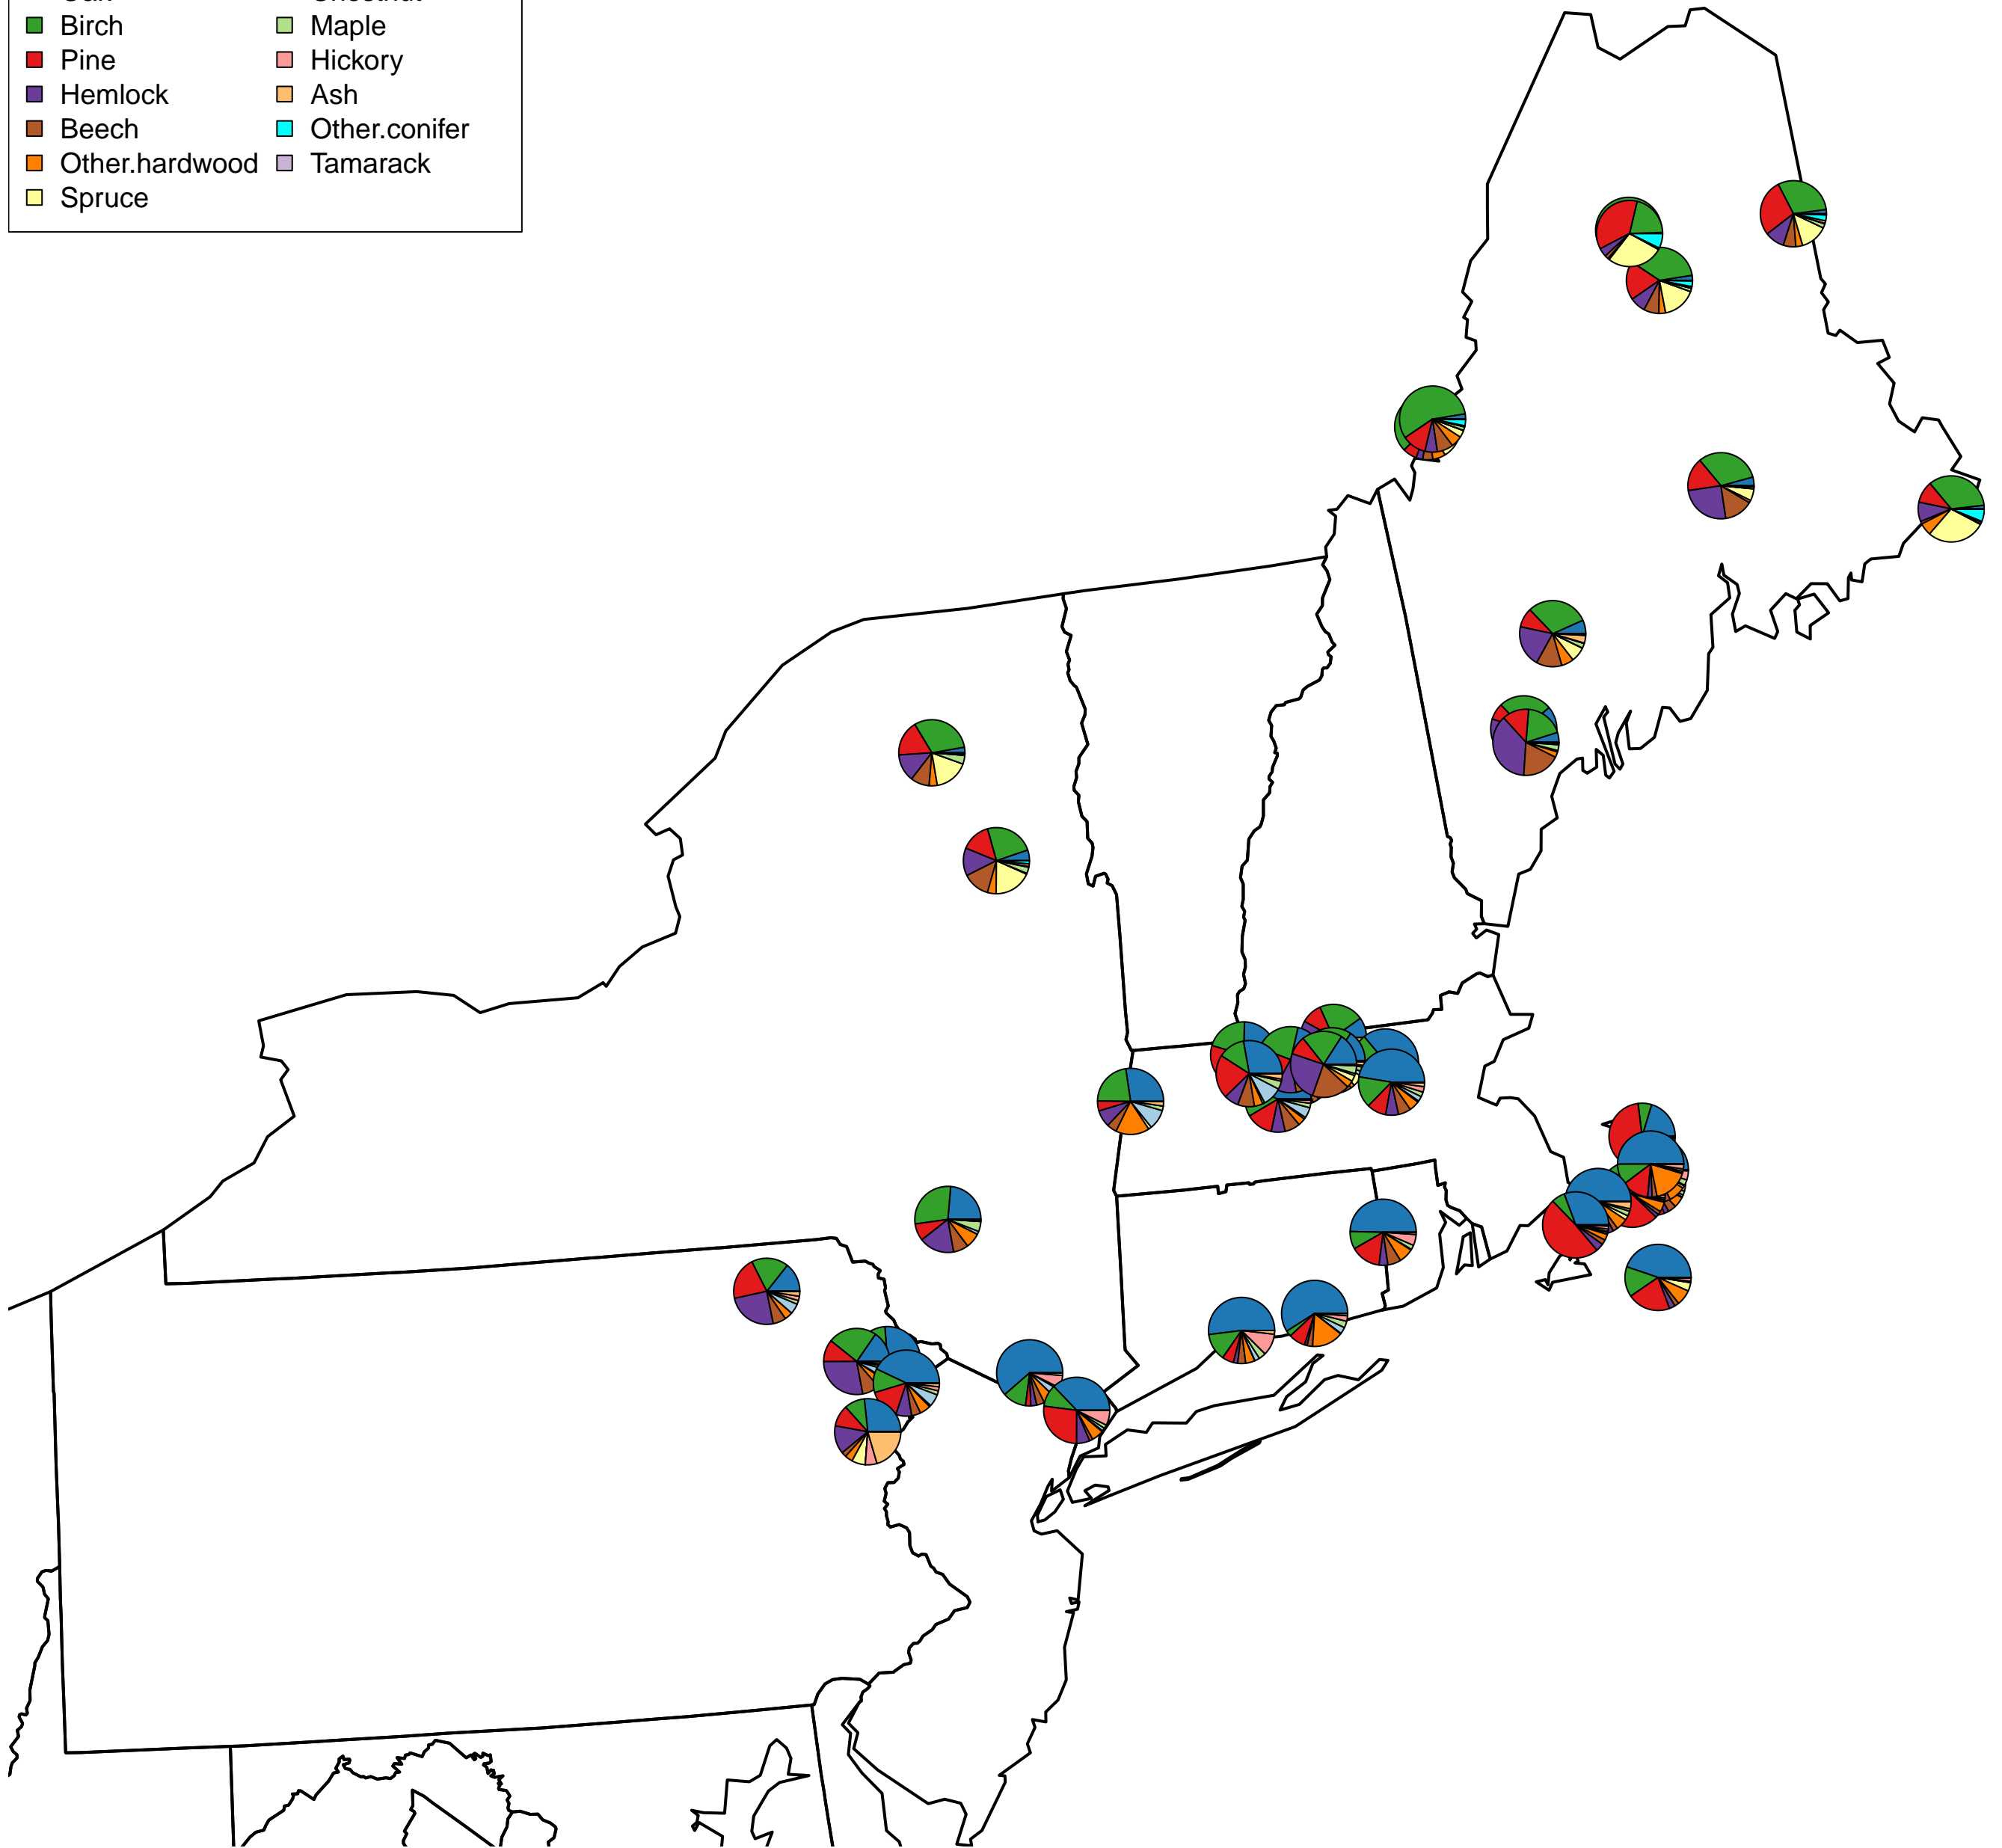 Birch Maple
Pine Hickory
Hemlock Ash
Beech Other.conifer
Other.hardwood Tamarack
Spruce